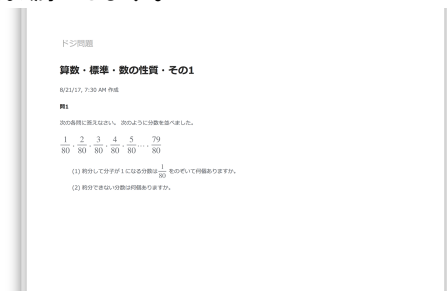 ドジ問題
算数・標準・数の性質・その1
8/21/17, 7:30 AM 作成
問1
次の各問に答えなさい。 次のように分数を並べました。
1/80 , 2/80 , 3/80 , 4/80 , 5/80 … , 79/80
(1) 約分して分子が1になる分数は 1/80 をのぞいて何個ありますか。
(2) 約分できない分数は何個ありますか。